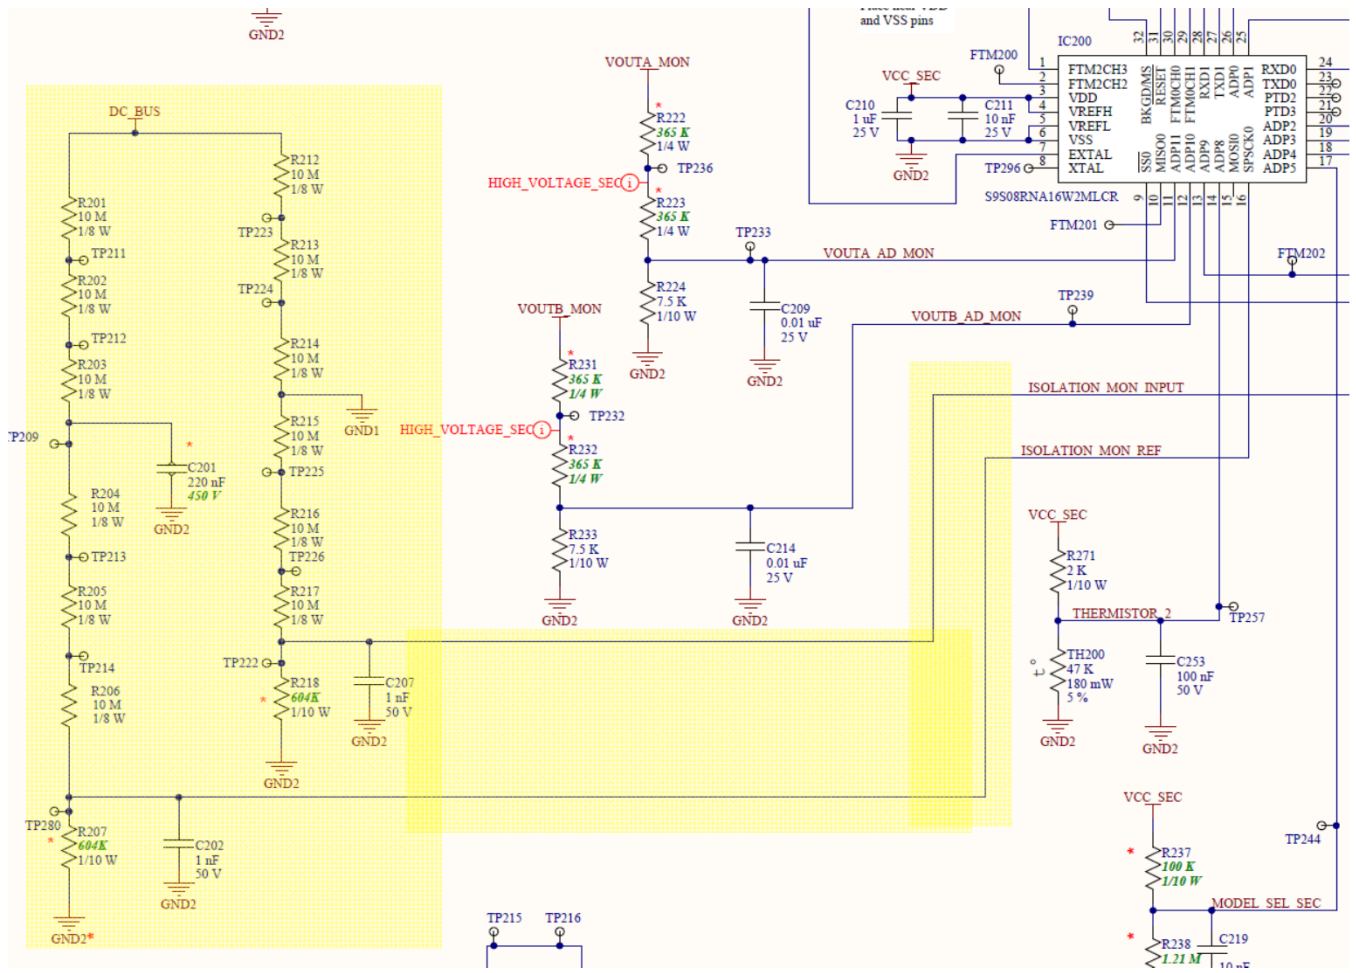 GND2
and VSS pins
DC_BUS
R201
10 M
1/8 W
TP211
R202
10 M
1/8 W
TP212
R203
10 M
1/8 W
TP209
C201
220 nF
450 V
GND2
*
R204
10 M
1/8 W
TP213
R205
10 M
1/8 W
TP214
R206
10 M
1/8 W
TP280
*
R207
604K
1/10 W
C202
1 nF
50 V
GND2
GND2*
R212
10 M
1/8 W
TP223
R213
10 M
1/8 W
TP224
R214
10 M
1/8 W
GND1
R215
10 M
1/8 W
TP225
R216
10 M
1/8 W
TP226
R217
10 M
1/8 W
TP222
*
R218
604K
1/10 W
C207
1 nF
50 V
GND2
GND2
VOUTA_MON
*
R222
365 K
1/4 W
TP236
HIGH_VOLTAGE_SEC
i
*
R223
365 K
1/4 W
TP233
VOUTA_AD_MON
R224
7.5 K
1/10 W
C209
0.01 uF
25 V
GND2
GND2
VOUTB_MON
*
R231
365 K
1/4 W
TP232
HIGH_VOLTAGE_SEC
i
*
R232
365 K
1/4 W
TP239
VOUTB_AD_MON
R233
7.5 K
1/10 W
C214
0.01 uF
25 V
GND2
GND2
VCC_SEC
C210
1 uF
25 V
C211
10 nF
25 V
GND2
FTM200
TP296
IC200
1 FTM2CH3
2 FTM2CH2
3 VDD
4 VREFH
5 VREFL
6 VSS
7 EXTAL
8 XTAL
32 31 30 29 28 27 26 25
BKGD/MS RESET FTM0CH0 FTM0CH1 RXD1 TXD1 ADP0 ADP1
RXD0 24
TXD0 23
PTD2 22
PTD3 21
ADP2 20
ADP3 19
ADP4 18
ADP5 17
SS0 MISO0 ADP11 ADP10 ADP9 ADP8 MOSI0 SPSCK0
9 10 11 12 13 14 15 16
S9S08RNA16W2MLCR
FTM201
FTM202
ISOLATION_MON_INPUT
ISOLATION_MON_REF
VCC_SEC
R271
2 K
1/10 W
THERMISTOR_2
TP257
t°
TH200
47 K
180 mW
5 %
C253
100 nF
50 V
GND2
GND2
VCC_SEC
*
R237
100 K
1/10 W
TP244
MODEL_SEL_SEC
*
R238
1.21 M
C219
10 nF
TP215
TP216